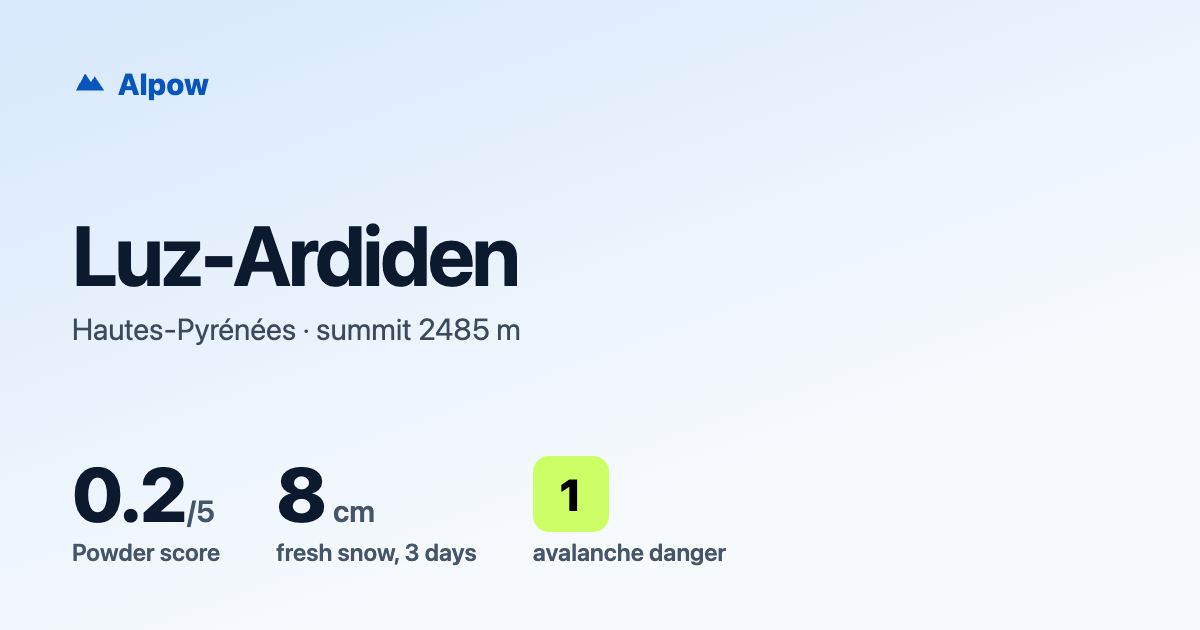 Alpow
Luz-Ardiden
Hautes-Pyrénées · summit 2485 m
0.2/5 8 cm 1
Powder score fresh snow, 3 days avalanche danger